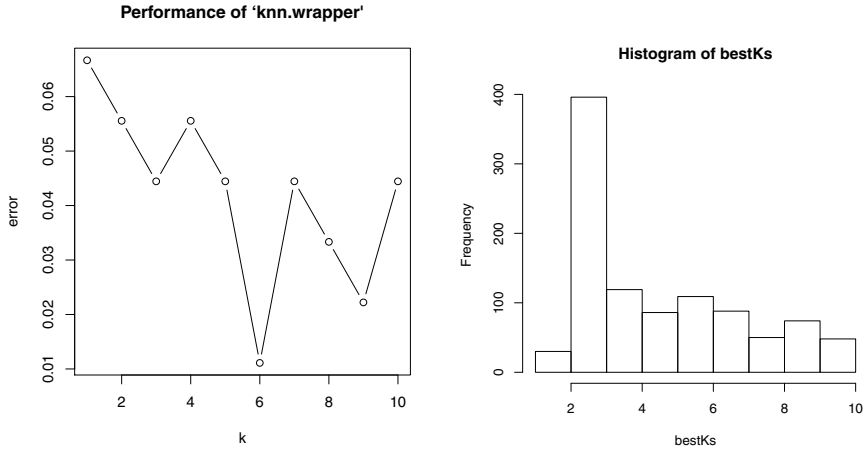 Performance of ‘knn.wrapper'
error
0.06
0.05
0.04
0.03
0.02
0.01
2 4 6 8 10
k
Histogram of bestKs
Frequency
400
300
200
100
0
2 4 6 8 10
bestKs